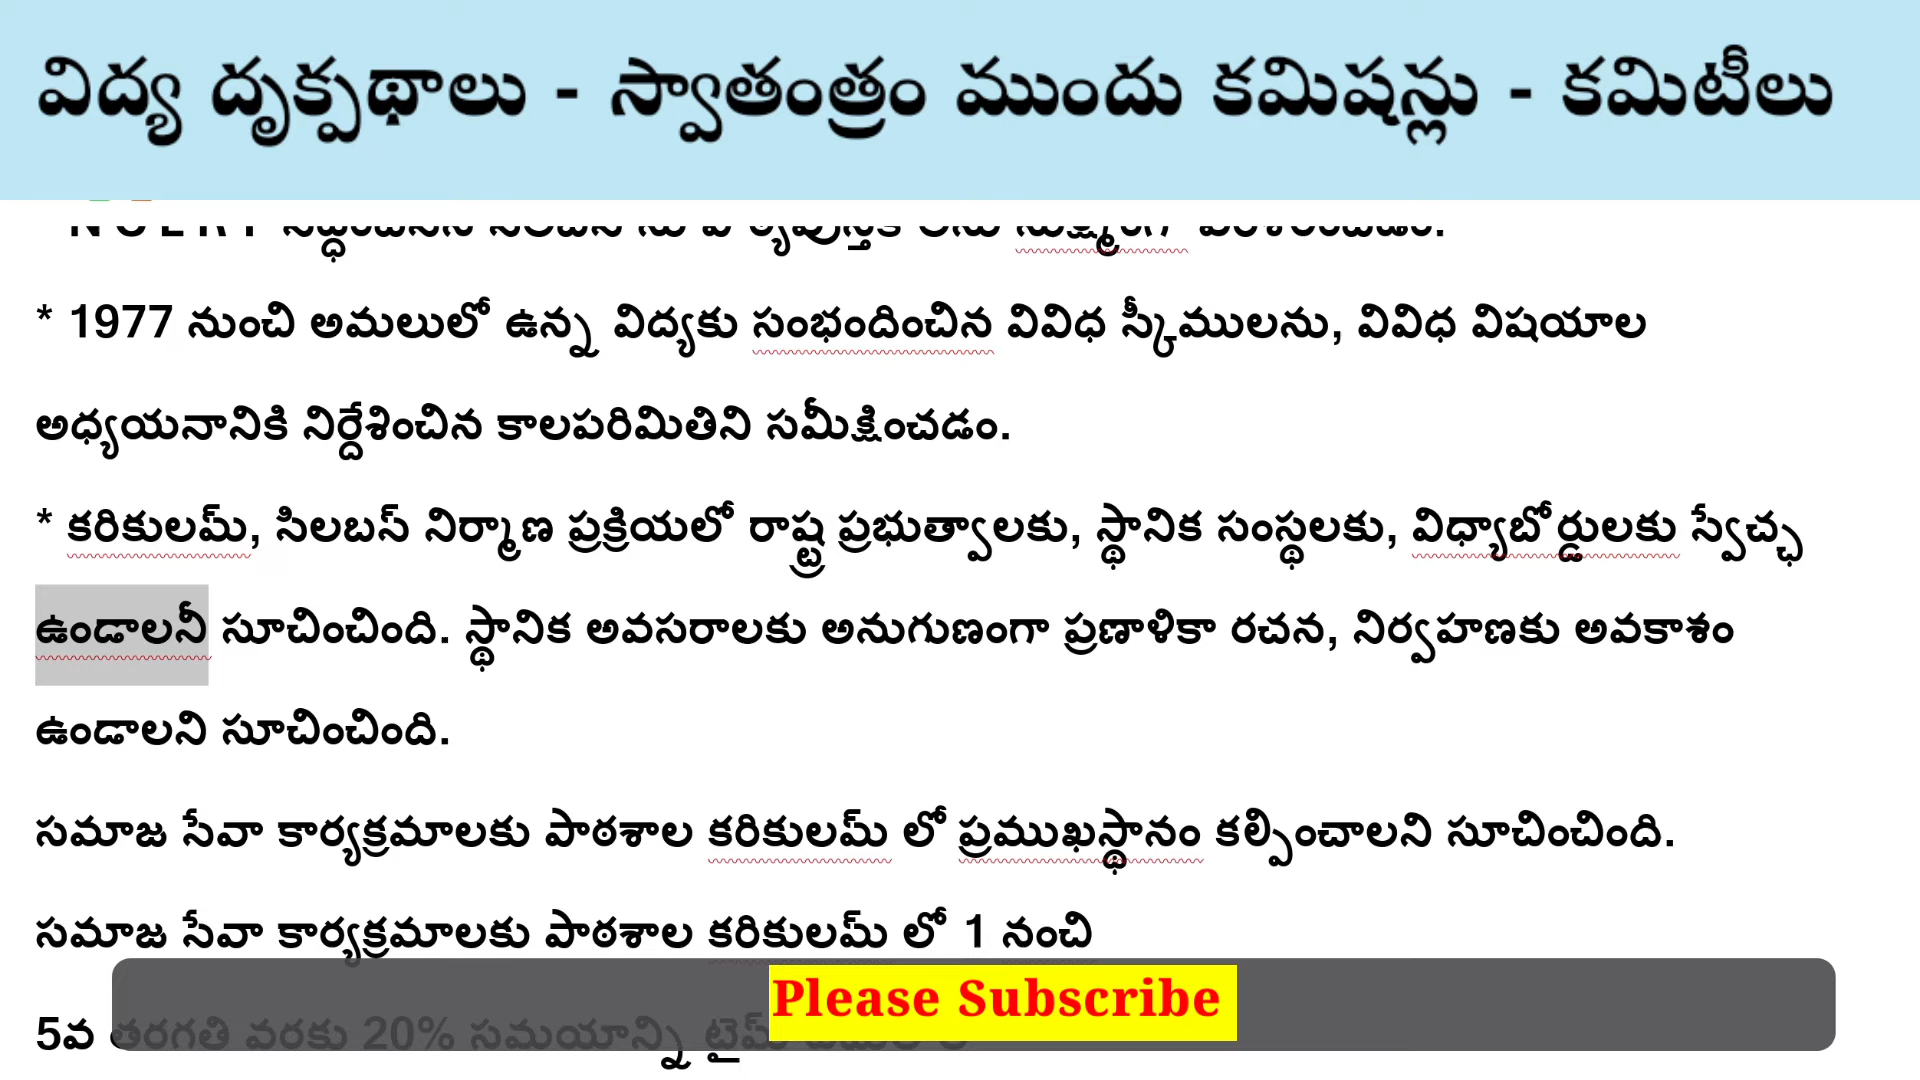 విద్య దృక్పథాలు - స్వాతంత్రం ముందు కమిషన్లు - కమిటీలు
* 1977 నుంచి అమలులో ఉన్న విద్యకు సంభందించిన వివిధ స్కీములను, వివిధ విషయాల
అధ్యయనానికి నిర్దేశించిన కాలపరిమితిని సమీక్షించడం.
* కరికులమ్, సిలబస్ నిర్మాణ ప్రక్రియలో రాష్ట్ర ప్రభుత్వాలకు, స్థానిక సంస్థలకు, విధ్యాబోర్డులకు స్వేచ్ఛ
ఉండాలనీ సూచించింది. స్థానిక అవసరాలకు అనుగుణంగా ప్రణాళికా రచన, నిర్వహణకు అవకాశం
ఉండాలని సూచించింది.
సమాజ సేవా కార్యక్రమాలకు పాఠశాల కరికులమ్ లో ప్రముఖస్థానం కల్పించాలని సూచించింది.
సమాజ సేవా కార్యక్రమాలకు పాఠశాల కరికులమ్ లో 1 నంచి
5వ తరగతి వరకు 20% సమయాన్ని
Please Subscribe